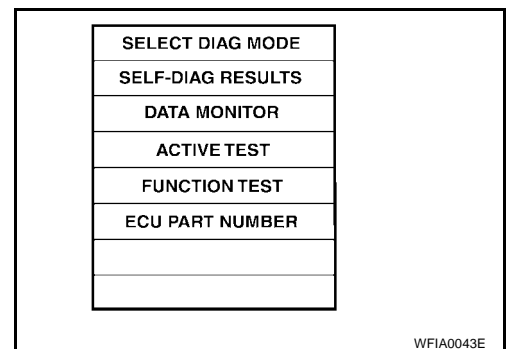 SELECT DIAG MODE
SELF-DIAG RESULTS
DATA MONITOR
ACTIVE TEST
FUNCTION TEST
ECU PART NUMBER
WFIA0043E